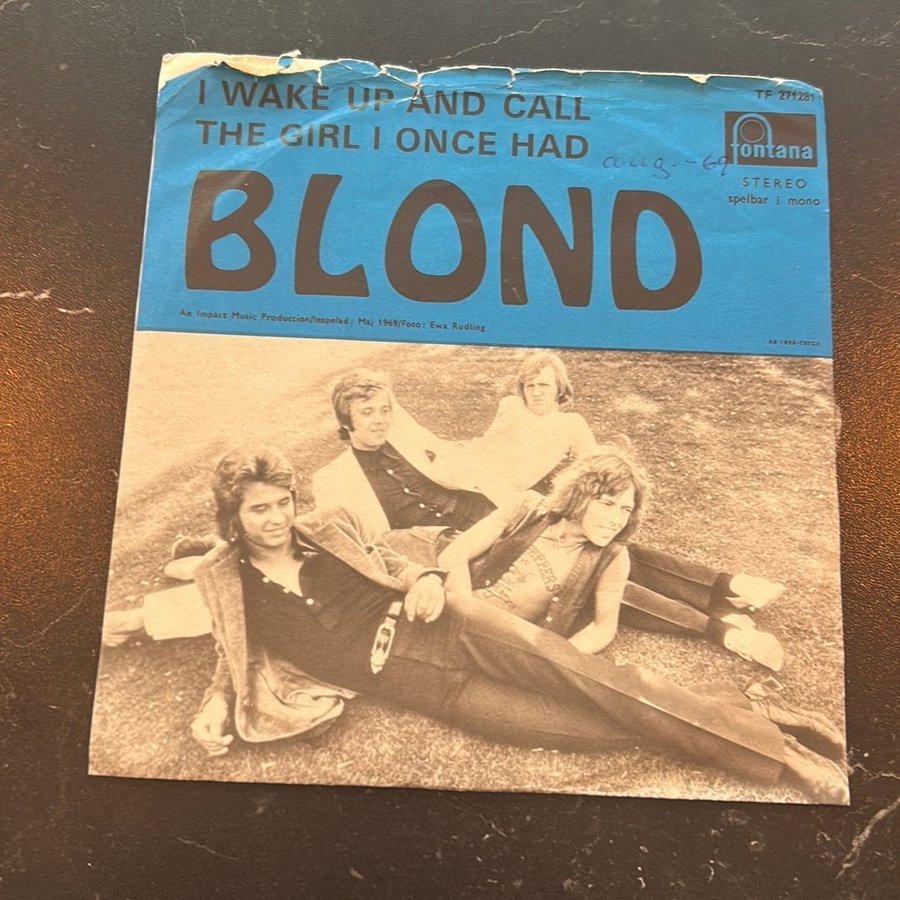 I WAKE UP AND CALL
TF 271281
THE GIRL I ONCE HAD
fontana
aug. -69
STEREO
spelbar i mono
BLOND
An Impact Music Production/Inspelad: Maj 1969/Foto: Ewa Rudling